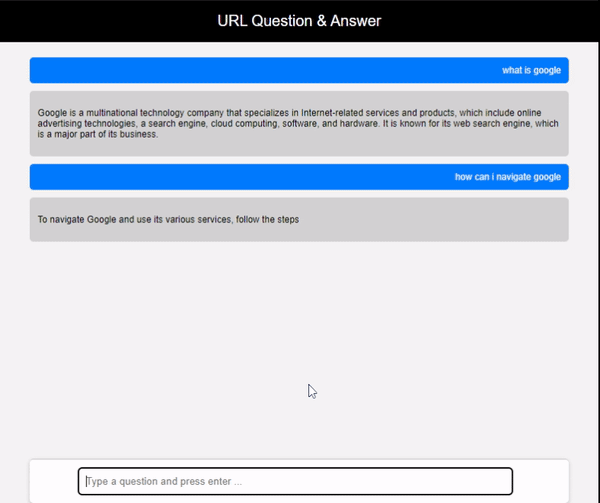 URL Question & Answer
what is google
Google is a multinational technology company that specializes in Internet-related services and products, which include online
advertising technologies, a search engine, cloud computing, software, and hardware. It is known for its web search engine, which
is a major part of its business.
how can i navigate google
To navigate Google and use its various services, follow the steps
Type a question and press enter ...